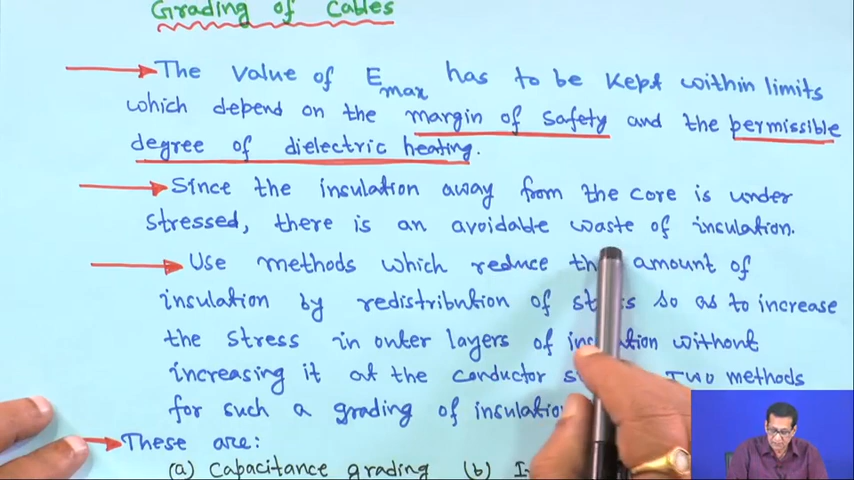 Grading of Cables
The value of Emax has to be kept within limits
which depend on the margin of safety and the permissible
degree of dielectric heating.
Since the insulation away from the core is under
stressed, there is an avoidable waste of insulation.
Use methods which reduce the amount of
insulation by redistribution of stress so as to increase
the stress in outer layers of insulation without
increasing it at the conductor Two methods
for such a grading of insulation
These are:
(a) Capacitance grading (b)